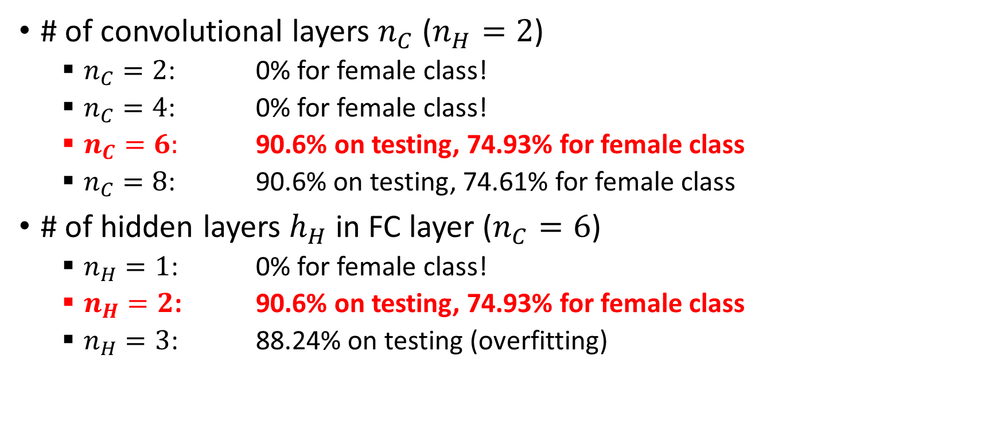 • # of convolutional layers n_C (n_H = 2)
▪ n_C = 2: 0% for female class!
▪ n_C = 4: 0% for female class!
▪ n_C = 6: 90.6% on testing, 74.93% for female class
▪ n_C = 8: 90.6% on testing, 74.61% for female class
• # of hidden layers h_H in FC layer (n_C = 6)
▪ n_H = 1: 0% for female class!
▪ n_H = 2: 90.6% on testing, 74.93% for female class
▪ n_H = 3: 88.24% on testing (overfitting)